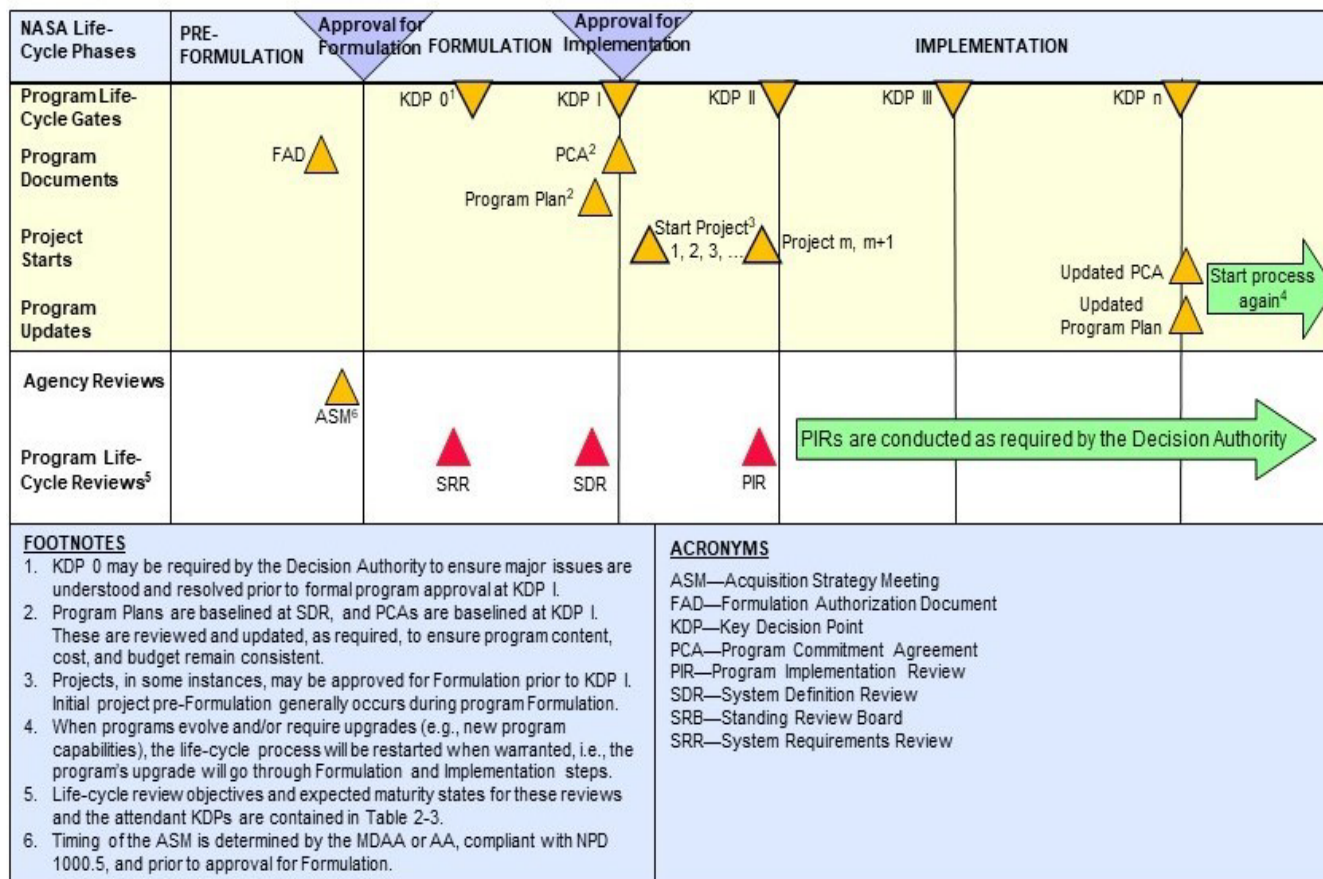 NASA Life-
Cycle Phases
PRE-
FORMULATION
Approval for
Formulation
FORMULATION
Approval for
Implementation
IMPLEMENTATION
Program Life-
Cycle Gates
KDP 0¹
KDP I
KDP II
KDP III
KDP n
Program
Documents
FAD
PCA²
Program Plan²
Project
Starts
Start Project³
1, 2, 3, ...
Project m, m+1
Program
Updates
Updated PCA
Updated
Program Plan
Start process
again⁴
Agency Reviews
ASM⁶
Program Life-
Cycle Reviews⁵
SRR
SDR
PIR
PIRs are conducted as required by the Decision Authority
FOOTNOTES
1. KDP 0 may be required by the Decision Authority to ensure major issues are
understood and resolved prior to formal program approval at KDP I.
2. Program Plans are baselined at SDR, and PCAs are baselined at KDP I.
These are reviewed and updated, as required, to ensure program content,
cost, and budget remain consistent.
3. Projects, in some instances, may be approved for Formulation prior to KDP I.
Initial project pre-Formulation generally occurs during program Formulation.
4. When programs evolve and/or require upgrades (e.g., new program
capabilities), the life-cycle process will be restarted when warranted, i.e., the
program's upgrade will go through Formulation and Implementation steps.
5. Life-cycle review objectives and expected maturity states for these reviews
and the attendant KDPs are contained in Table 2-3.
6. Timing of the ASM is determined by the MDAA or AA, compliant with NPD
1000.5, and prior to approval for Formulation.
ACRONYMS
ASM—Acquisition Strategy Meeting
FAD—Formulation Authorization Document
KDP—Key Decision Point
PCA—Program Commitment Agreement
PIR—Program Implementation Review
SDR—System Definition Review
SRB—Standing Review Board
SRR—System Requirements Review